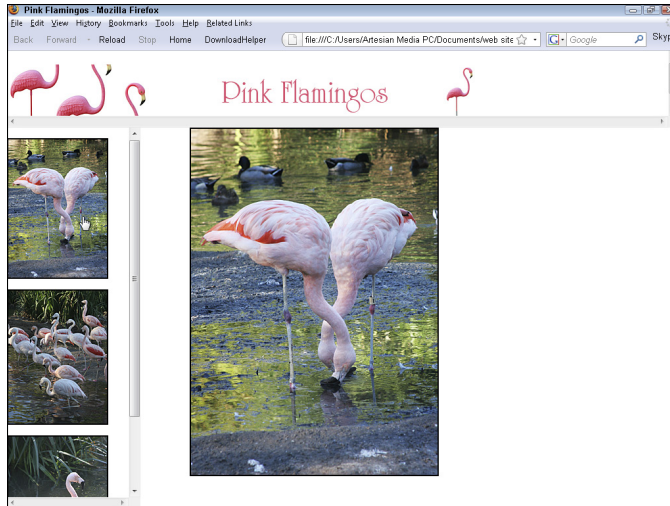 Pink Flamingos - Mozilla Firefox
File Edit View History Bookmarks Tools Help Related Links
Back Forward - Reload Stop Home DownloadHelper file:///C:/Users/Artesian Media PC/Documents/web site G Google Skyp
Pink Flamingos